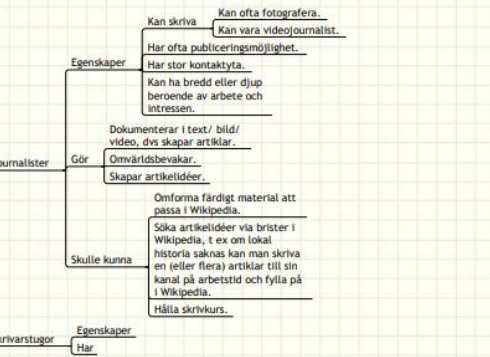 Kan ofta fotografera.
Kan skriva
Kan vara videojournalist.
Har ofta publiceringsmöjlighet.
Egenskaper
Har stor kontaktyta.
Kan ha bredd eller djup
beroende av arbete och
intressen.
Dokumenterar i text/ bild/
video, dvs skapar artiklar.
ournalister
Gör
Omvärldsbevakar.
Skapar artikelidéer.
Omforma färdigt material att
passa i Wikipedia.
Söka artikelidéer via brister i
Wikipedia, t ex om lokal
historia saknas kan man skriva
en (eller flera) artiklar till sin
kanal på arbetstid och fylla på
i Wikipedia.
Skulle kunna
Hålla skrivkurs.
krivarstugor
Egenskaper
Har